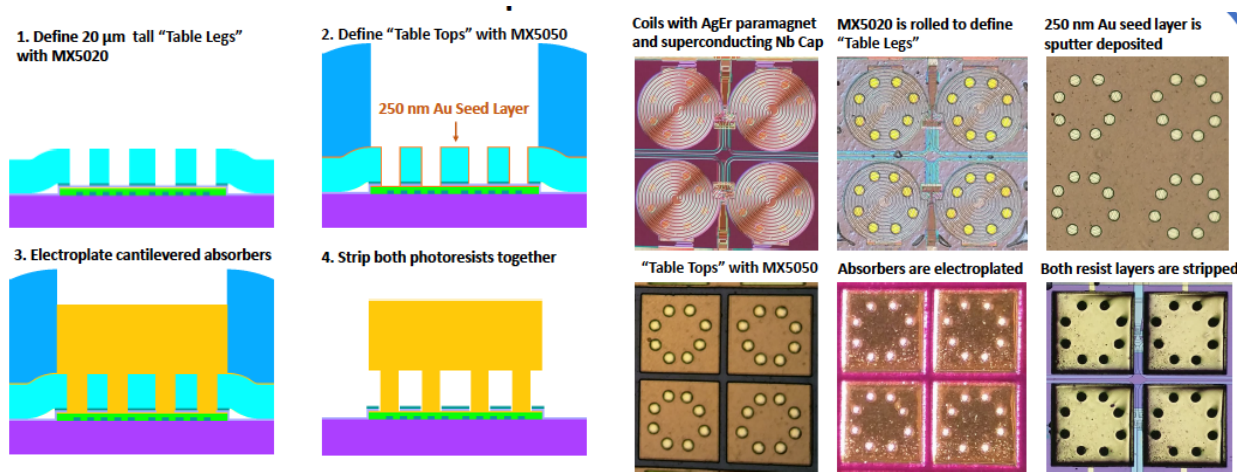 1. Define 20 µm tall “Table Legs”
with MX5020
2. Define “Table Tops” with MX5050
250 nm Au Seed Layer
3. Electroplate cantilevered absorbers
4. Strip both photoresists together
Coils with AgEr paramagnet
and superconducting Nb Cap
MX5020 is rolled to define
“Table Legs”
250 nm Au seed layer is
sputter deposited
“Table Tops” with MX5050
Absorbers are electroplated
Both resist layers are stripped